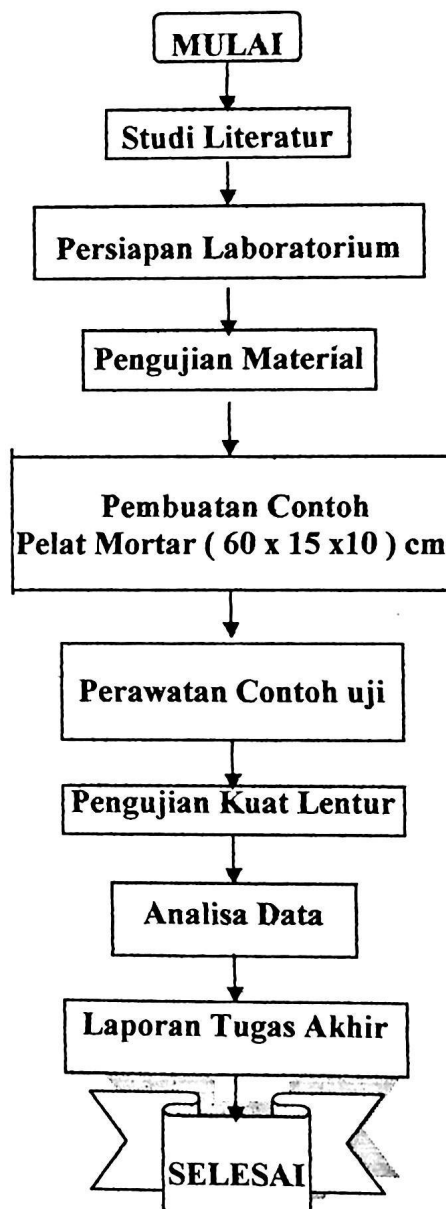 MULAI
Studi Literatur
Persiapan Laboratorium
Pengujian Material
Pembuatan Contoh
Pelat Mortar ( 60 x 15 x10 ) cm
Perawatan Contoh uji
Pengujian Kuat Lentur
Analisa Data
Laporan Tugas Akhir
SELESAI